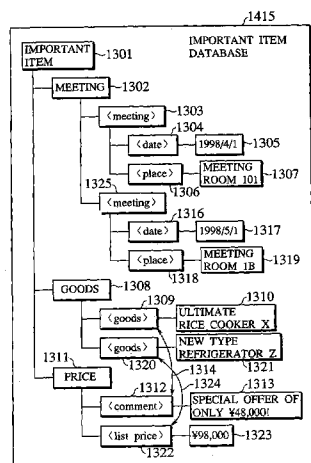 1415
IMPORTANT ITEM
DATABASE
IMPORTANT
ITEM
1301
MEETING
1302
<meeting>
1303
1304
<date>
1998/4/1
1305
<place>
1306
MEETING
ROOM 101
1307
1325
<meeting>
1316
<date>
1998/5/1
1317
<place>
1318
MEETING
ROOM 1B
1319
GOODS
1308
1309
<goods>
1310
ULTIMATE
RICE COOKER X
<goods>
1320
NEW TYPE
REFRIGERATOR Z
1321
1311
PRICE
1314
1324
1312
<comment>
1313
SPECIAL OFFER OF
ONLY ¥48,000!
<list price>
1322
¥98,000
1323